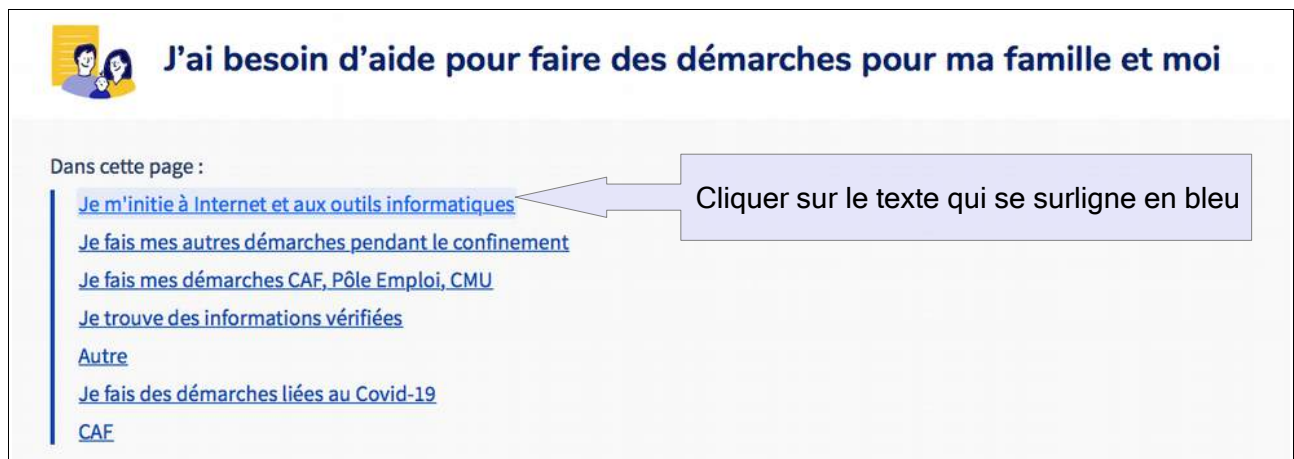 J'ai besoin d'aide pour faire des démarches pour ma famille et moi
Dans cette page :
Je m'initie à Internet et aux outils informatiques
Cliquer sur le texte qui se surligne en bleu
Je fais mes autres démarches pendant le confinement
Je fais mes démarches CAF, Pôle Emploi, CMU
Je trouve des informations vérifiées
Autre
Je fais des démarches liées au Covid-19
CAF